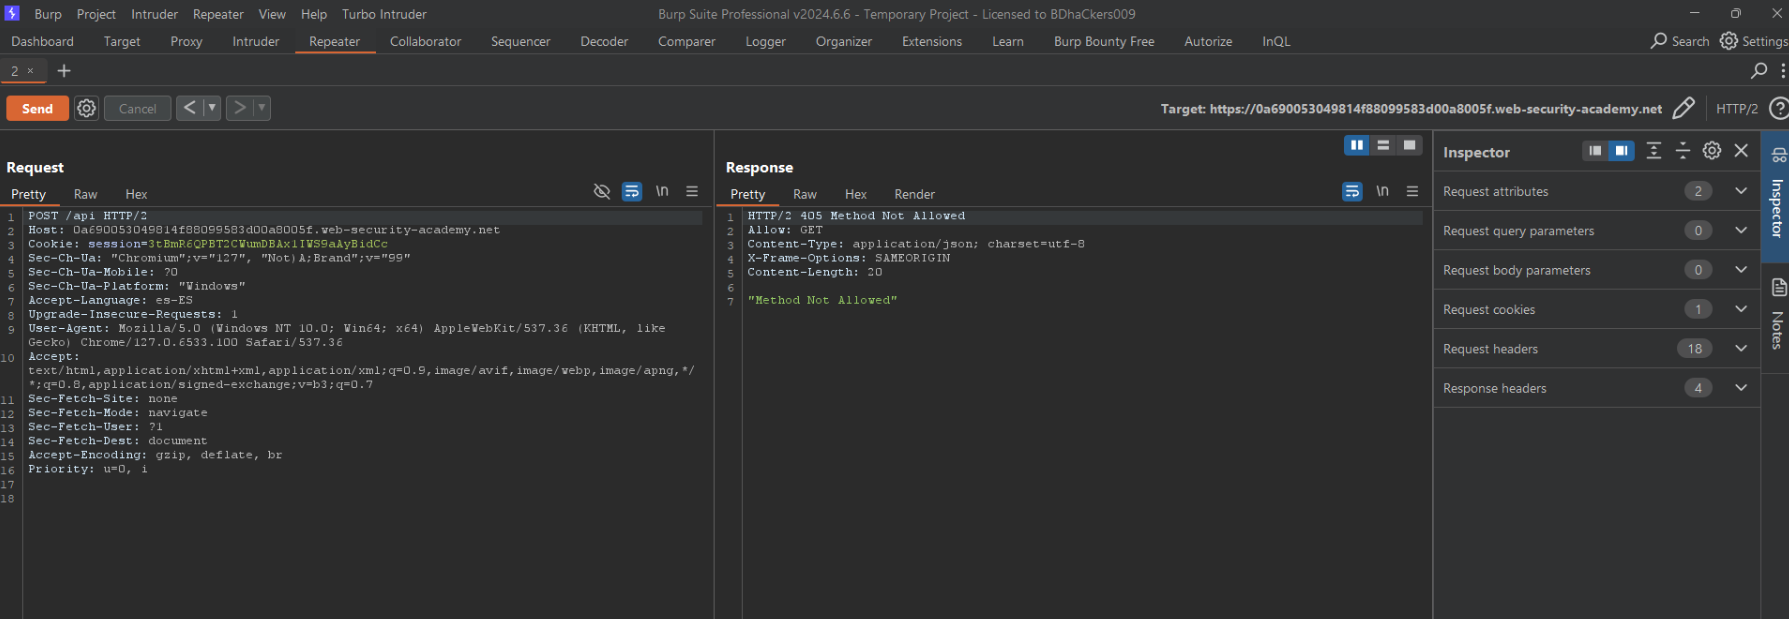 Burp Project Intruder Repeater View Help Turbo Intruder
Burp Suite Professional v2024.6.6 - Temporary Project - Licensed to BDhaCkers009
Dashboard Target Proxy Intruder Repeater Collaborator Sequencer Decoder Comparer Logger Organizer Extensions Learn Burp Bounty Free Autorize InQL
Search Settings
2 × +
Send Cancel < >
Target: https://0a690053049814f88099583d00a8005f.web-security-academy.net HTTP/2
Request
Pretty Raw Hex
\n
1 POST /api HTTP/2
2 Host: 0a690053049814f88099583d00a8005f.web-security-academy.net
3 Cookie: session=3tBmR6QPBT2CWumDBAx1IWS9aAyBidCc
4 Sec-Ch-Ua: "Chromium";v="127", "Not)A;Brand";v="99"
5 Sec-Ch-Ua-Mobile: ?0
6 Sec-Ch-Ua-Platform: "Windows"
7 Accept-Language: es-ES
8 Upgrade-Insecure-Requests: 1
9 User-Agent: Mozilla/5.0 (Windows NT 10.0; Win64; x64) AppleWebKit/537.36 (KHTML, like
Gecko) Chrome/127.0.6533.100 Safari/537.36
10 Accept:
text/html,application/xhtml+xml,application/xml;q=0.9,image/avif,image/webp,image/apng,*/
*;q=0.8,application/signed-exchange;v=b3;q=0.7
11 Sec-Fetch-Site: none
12 Sec-Fetch-Mode: navigate
13 Sec-Fetch-User: ?1
14 Sec-Fetch-Dest: document
15 Accept-Encoding: gzip, deflate, br
16 Priority: u=0, i
17
18
Response
Pretty Raw Hex Render
\n
1 HTTP/2 405 Method Not Allowed
2 Allow: GET
3 Content-Type: application/json; charset=utf-8
4 X-Frame-Options: SAMEORIGIN
5 Content-Length: 20
6
7 "Method Not Allowed"
Inspector
Request attributes 2
Request query parameters 0
Request body parameters 0
Request cookies 1
Request headers 18
Response headers 4
Inspector
Notes